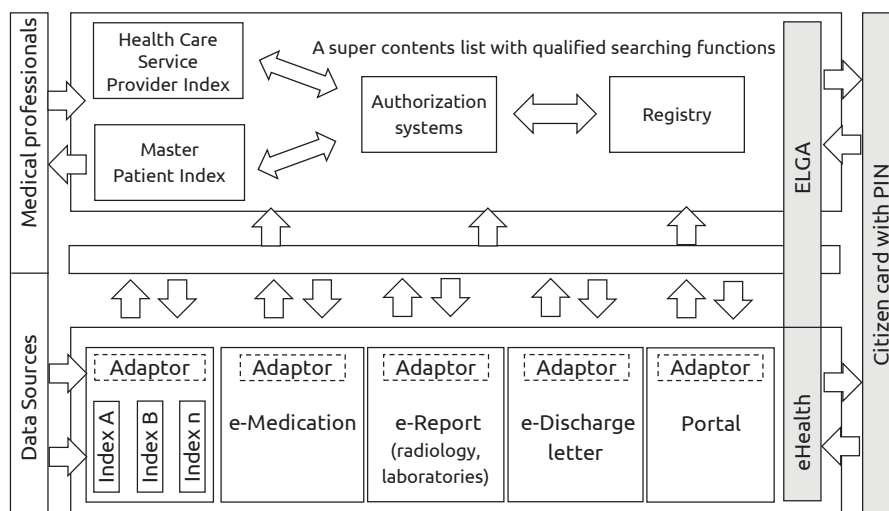 Medical professionals
Health Care
Service
Provider Index
A super contents list with qualified searching functions
Authorization
systems
Registry
Master
Patient Index
ELGA
Citizen card with PIN
Data Sources
Adaptor
Index A
Index B
Index n
Adaptor
e-Medication
Adaptor
e-Report
(radiology,
laboratories)
Adaptor
e-Discharge
letter
Adaptor
Portal
eHealth